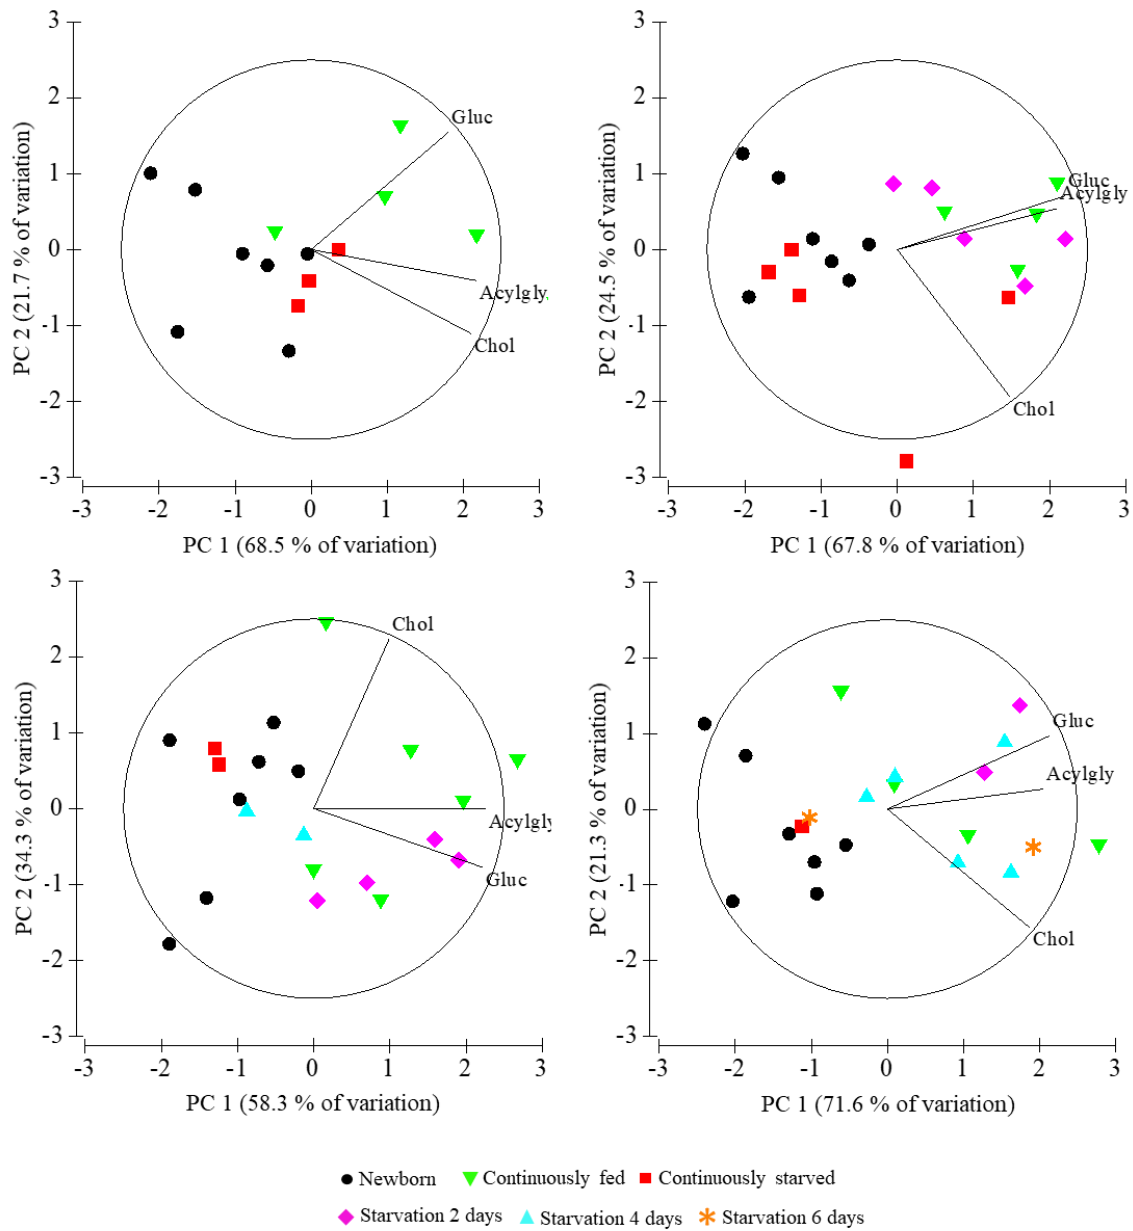 3
2
1
0
-1
-2
-3
PC 2 (21.7 % of variation)
Gluc
Acylgly
Chol
-3 -2 -1 0 1 2 3
PC 1 (68.5 % of variation)
3
2
1
0
-1
-2
-3
PC 2 (24.5 % of variation)
Gluc
Acylgly
Chol
-3 -2 -1 0 1 2 3
PC 1 (67.8 % of variation)
3
2
1
0
-1
-2
-3
PC 2 (34.3 % of variation)
Chol
Acylgly
Gluc
-3 -2 -1 0 1 2 3
PC 1 (58.3 % of variation)
3
2
1
0
-1
-2
-3
PC 2 (21.3 % of variation)
Gluc
Acylgly
Chol
-3 -2 -1 0 1 2 3
PC 1 (71.6 % of variation)
Newborn Continuously fed Continuously starved
Starvation 2 days Starvation 4 days Starvation 6 days